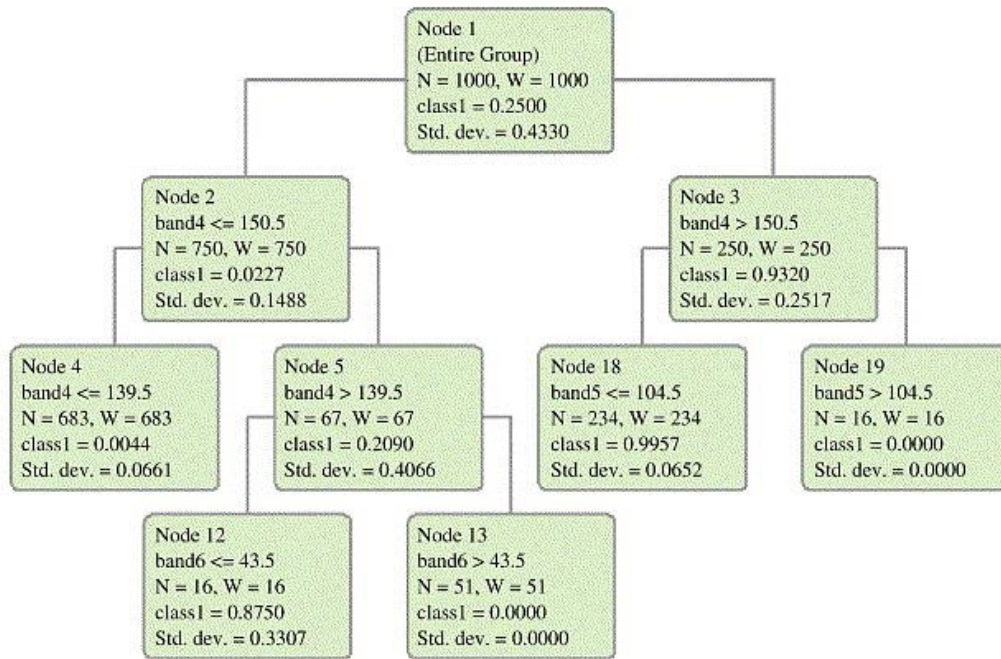 Node 1
(Entire Group)
N = 1000, W = 1000
class1 = 0.2500
Std. dev. = 0.4330
Node 2
band4 <= 150.5
N = 750, W = 750
class1 = 0.0227
Std. dev. = 0.1488
Node 3
band4 > 150.5
N = 250, W = 250
class1 = 0.9320
Std. dev. = 0.2517
Node 4
band4 <= 139.5
N = 683, W = 683
class1 = 0.0044
Std. dev. = 0.0661
Node 5
band4 > 139.5
N = 67, W = 67
class1 = 0.2090
Std. dev. = 0.4066
Node 18
band5 <= 104.5
N = 234, W = 234
class1 = 0.9957
Std. dev. = 0.0652
Node 19
band5 > 104.5
N = 16, W = 16
class1 = 0.0000
Std. dev. = 0.0000
Node 12
band6 <= 43.5
N = 16, W = 16
class1 = 0.8750
Std. dev. = 0.3307
Node 13
band6 > 43.5
N = 51, W = 51
class1 = 0.0000
Std. dev. = 0.0000